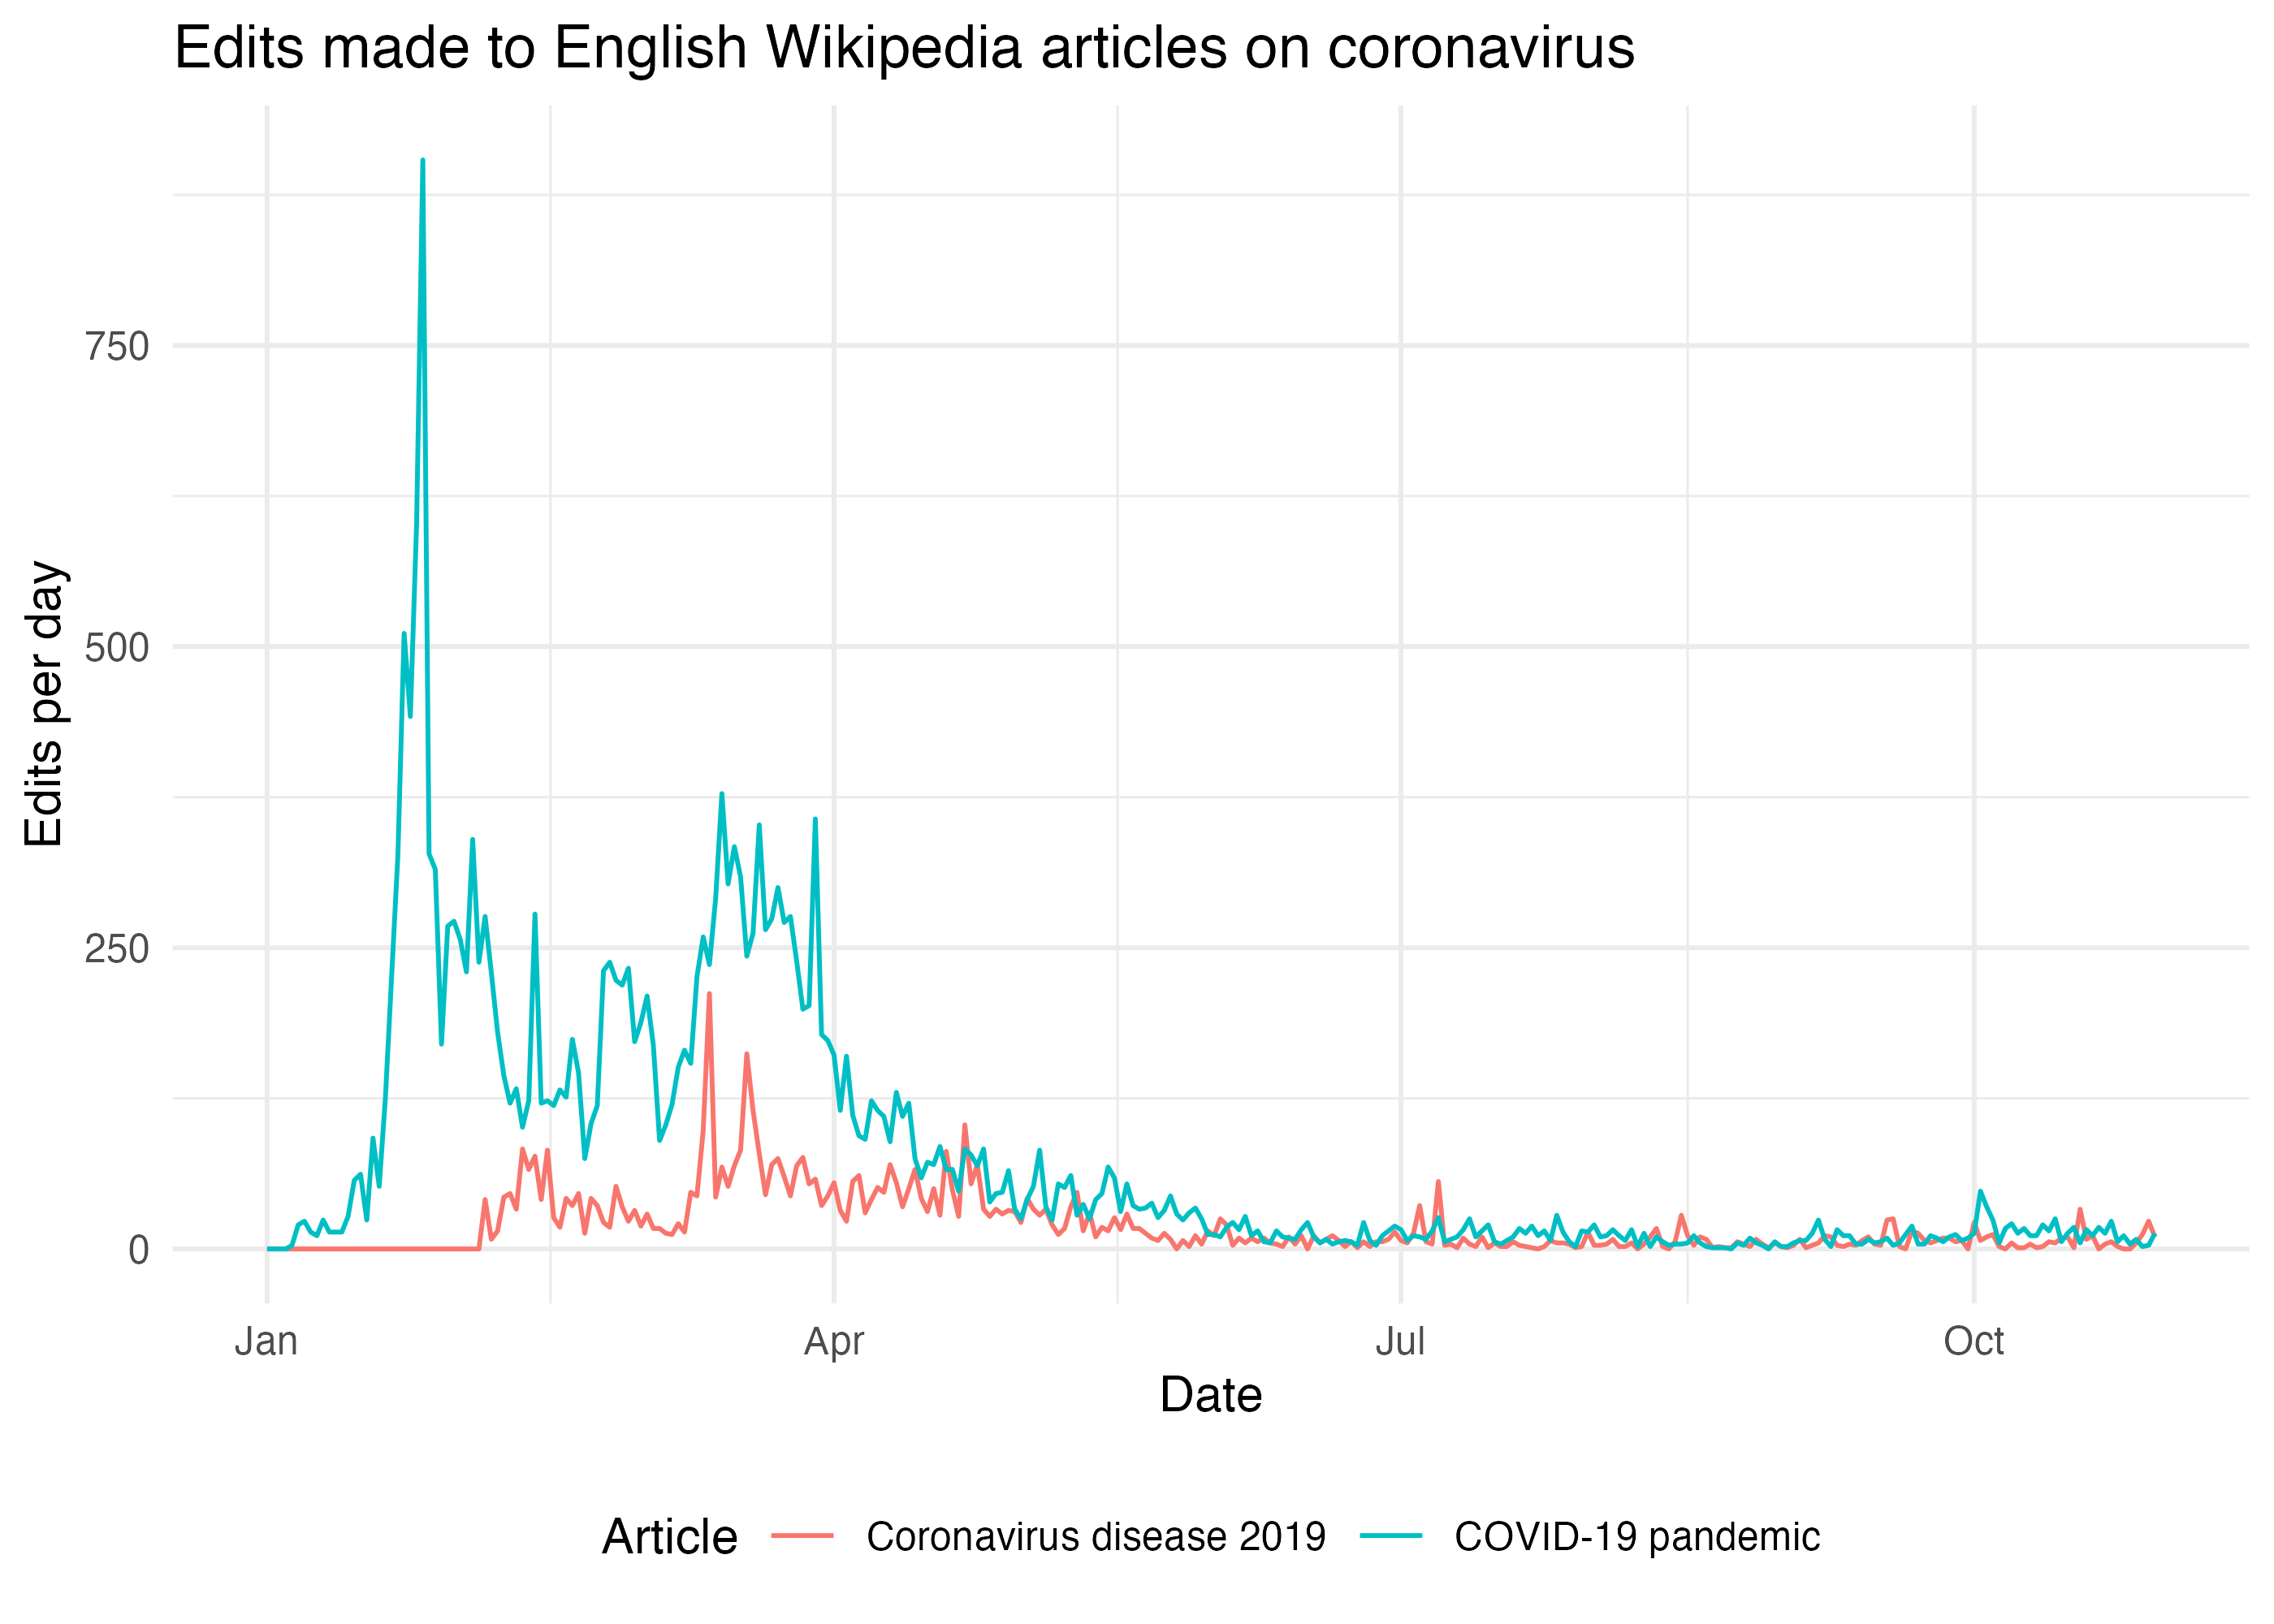 Edits made to English Wikipedia articles on coronavirus
Edits per day
750
500
250
0
Jan Apr Jul Oct
Date
Article Coronavirus disease 2019 COVID-19 pandemic